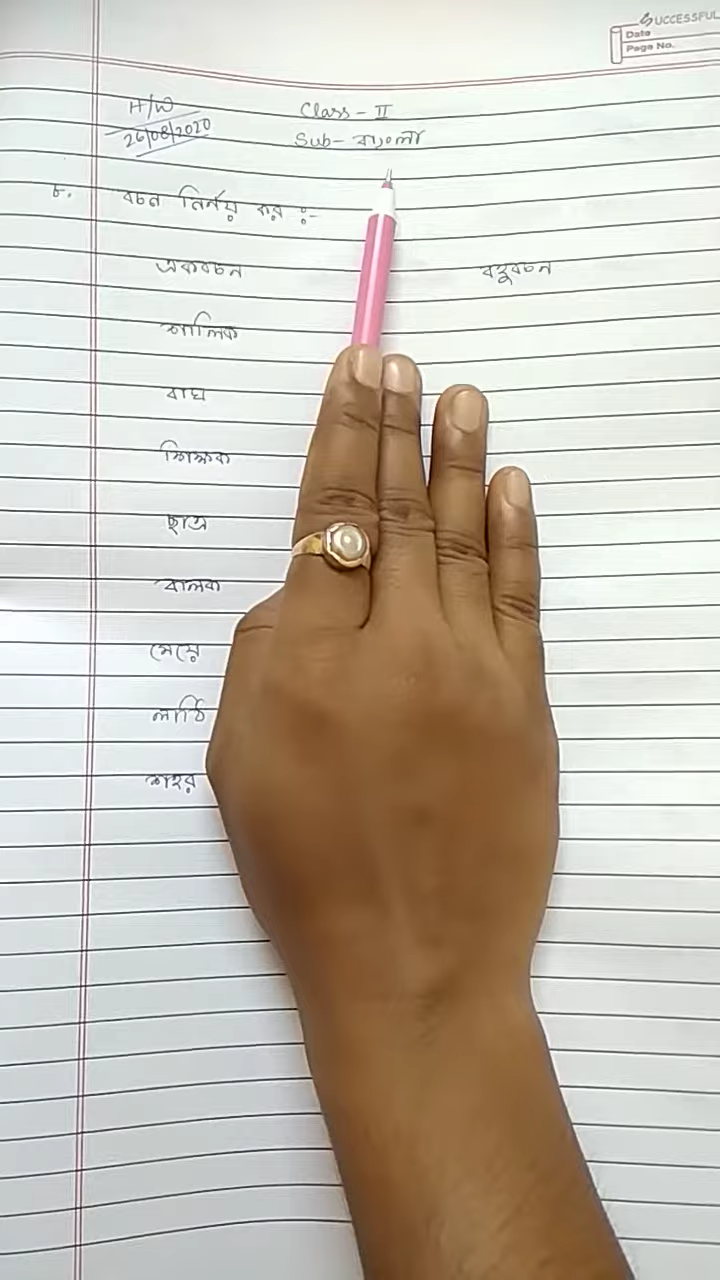 SUCCESSFUL
Date
Page No.
H/W
26/08/2020
Class - II
Sub - বাংলা
৮. বচন নির্নয় কর :-
একবচন বহুবচন
শালিক
বাঘ
শিক্ষক
ছাত্র
বালক
মেয়ে
লাঠি
শহর